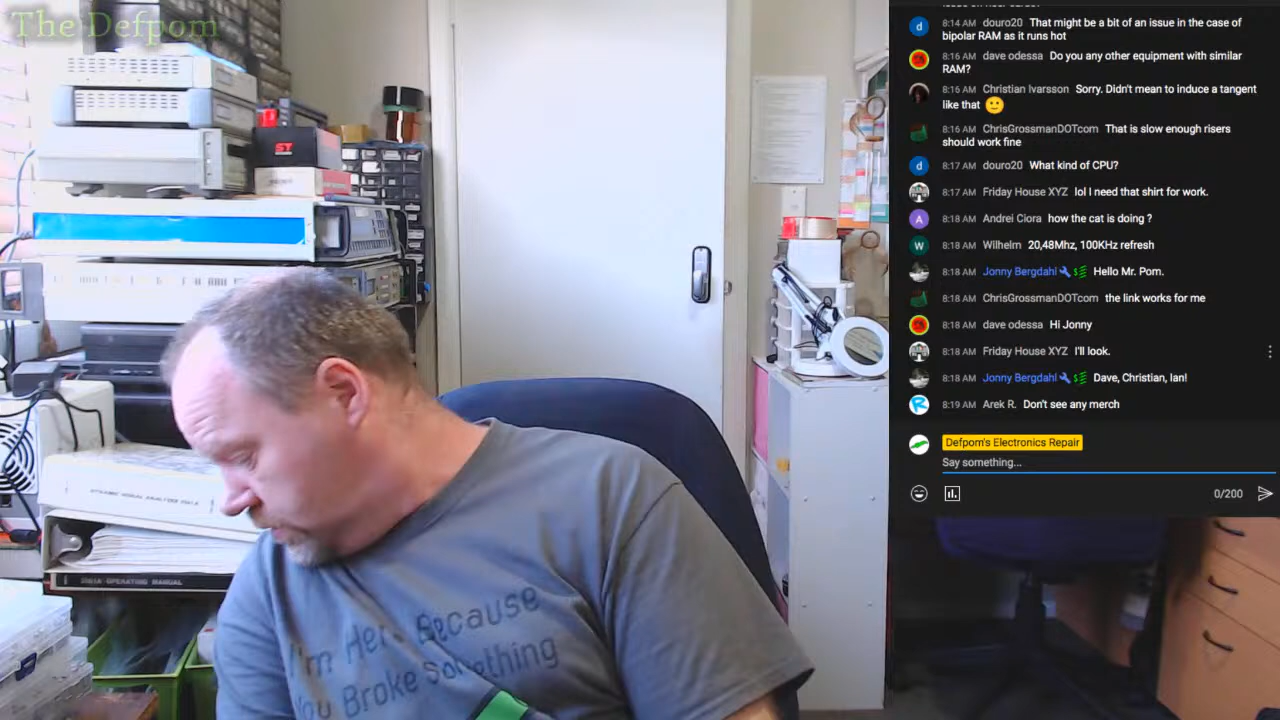 The Defpom
8:14 AM douro20 That might be a bit of an issue in the case of
bipolar RAM as it runs hot
8:16 AM dave odessa Do you any other equipment with similar
RAM?
8:16 AM Christian Ivarsson Sorry. Didn't mean to induce a tangent
like that 🙂
8:16 AM ChrisGrossmanDOTcom That is slow enough risers
should work fine
8:17 AM douro20 What kind of CPU?
8:17 AM Friday House XYZ lol I need that shirt for work.
8:18 AM Andrei Ciora how the cat is doing ?
8:18 AM Wilhelm 20,48Mhz, 100KHz refresh
8:18 AM Jonny Bergdahl Hello Mr. Pom.
8:18 AM ChrisGrossmanDOTcom the link works for me
8:18 AM dave odessa Hi Jonny
8:18 AM Friday House XYZ I'll look.
8:18 AM Jonny Bergdahl Dave, Christian, Ian!
8:19 AM Arek R. Don't see any merch
Defpom's Electronics Repair
Say something...
0/200
ST
DYNAMIC SIGNAL ANALYZER
OPERATING MANUAL
I'm Here Because
You Broke Something